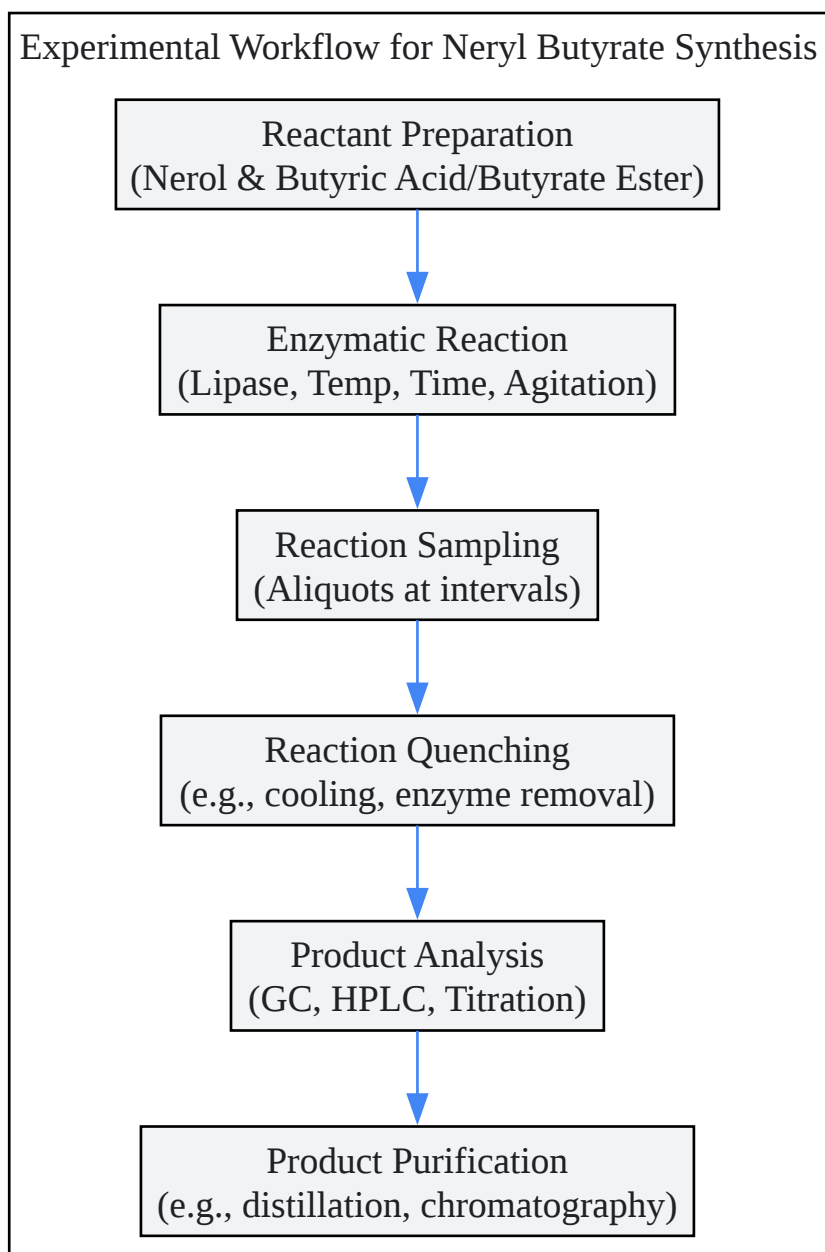 Experimental Workflow for Neryl Butyrate Synthesis
Reactant Preparation
(Nerol & Butyric Acid/Butyrate Ester)
Enzymatic Reaction
(Lipase, Temp, Time, Agitation)
Reaction Sampling
(Aliquots at intervals)
Reaction Quenching
(e.g., cooling, enzyme removal)
Product Analysis
(GC, HPLC, Titration)
Product Purification
(e.g., distillation, chromatography)